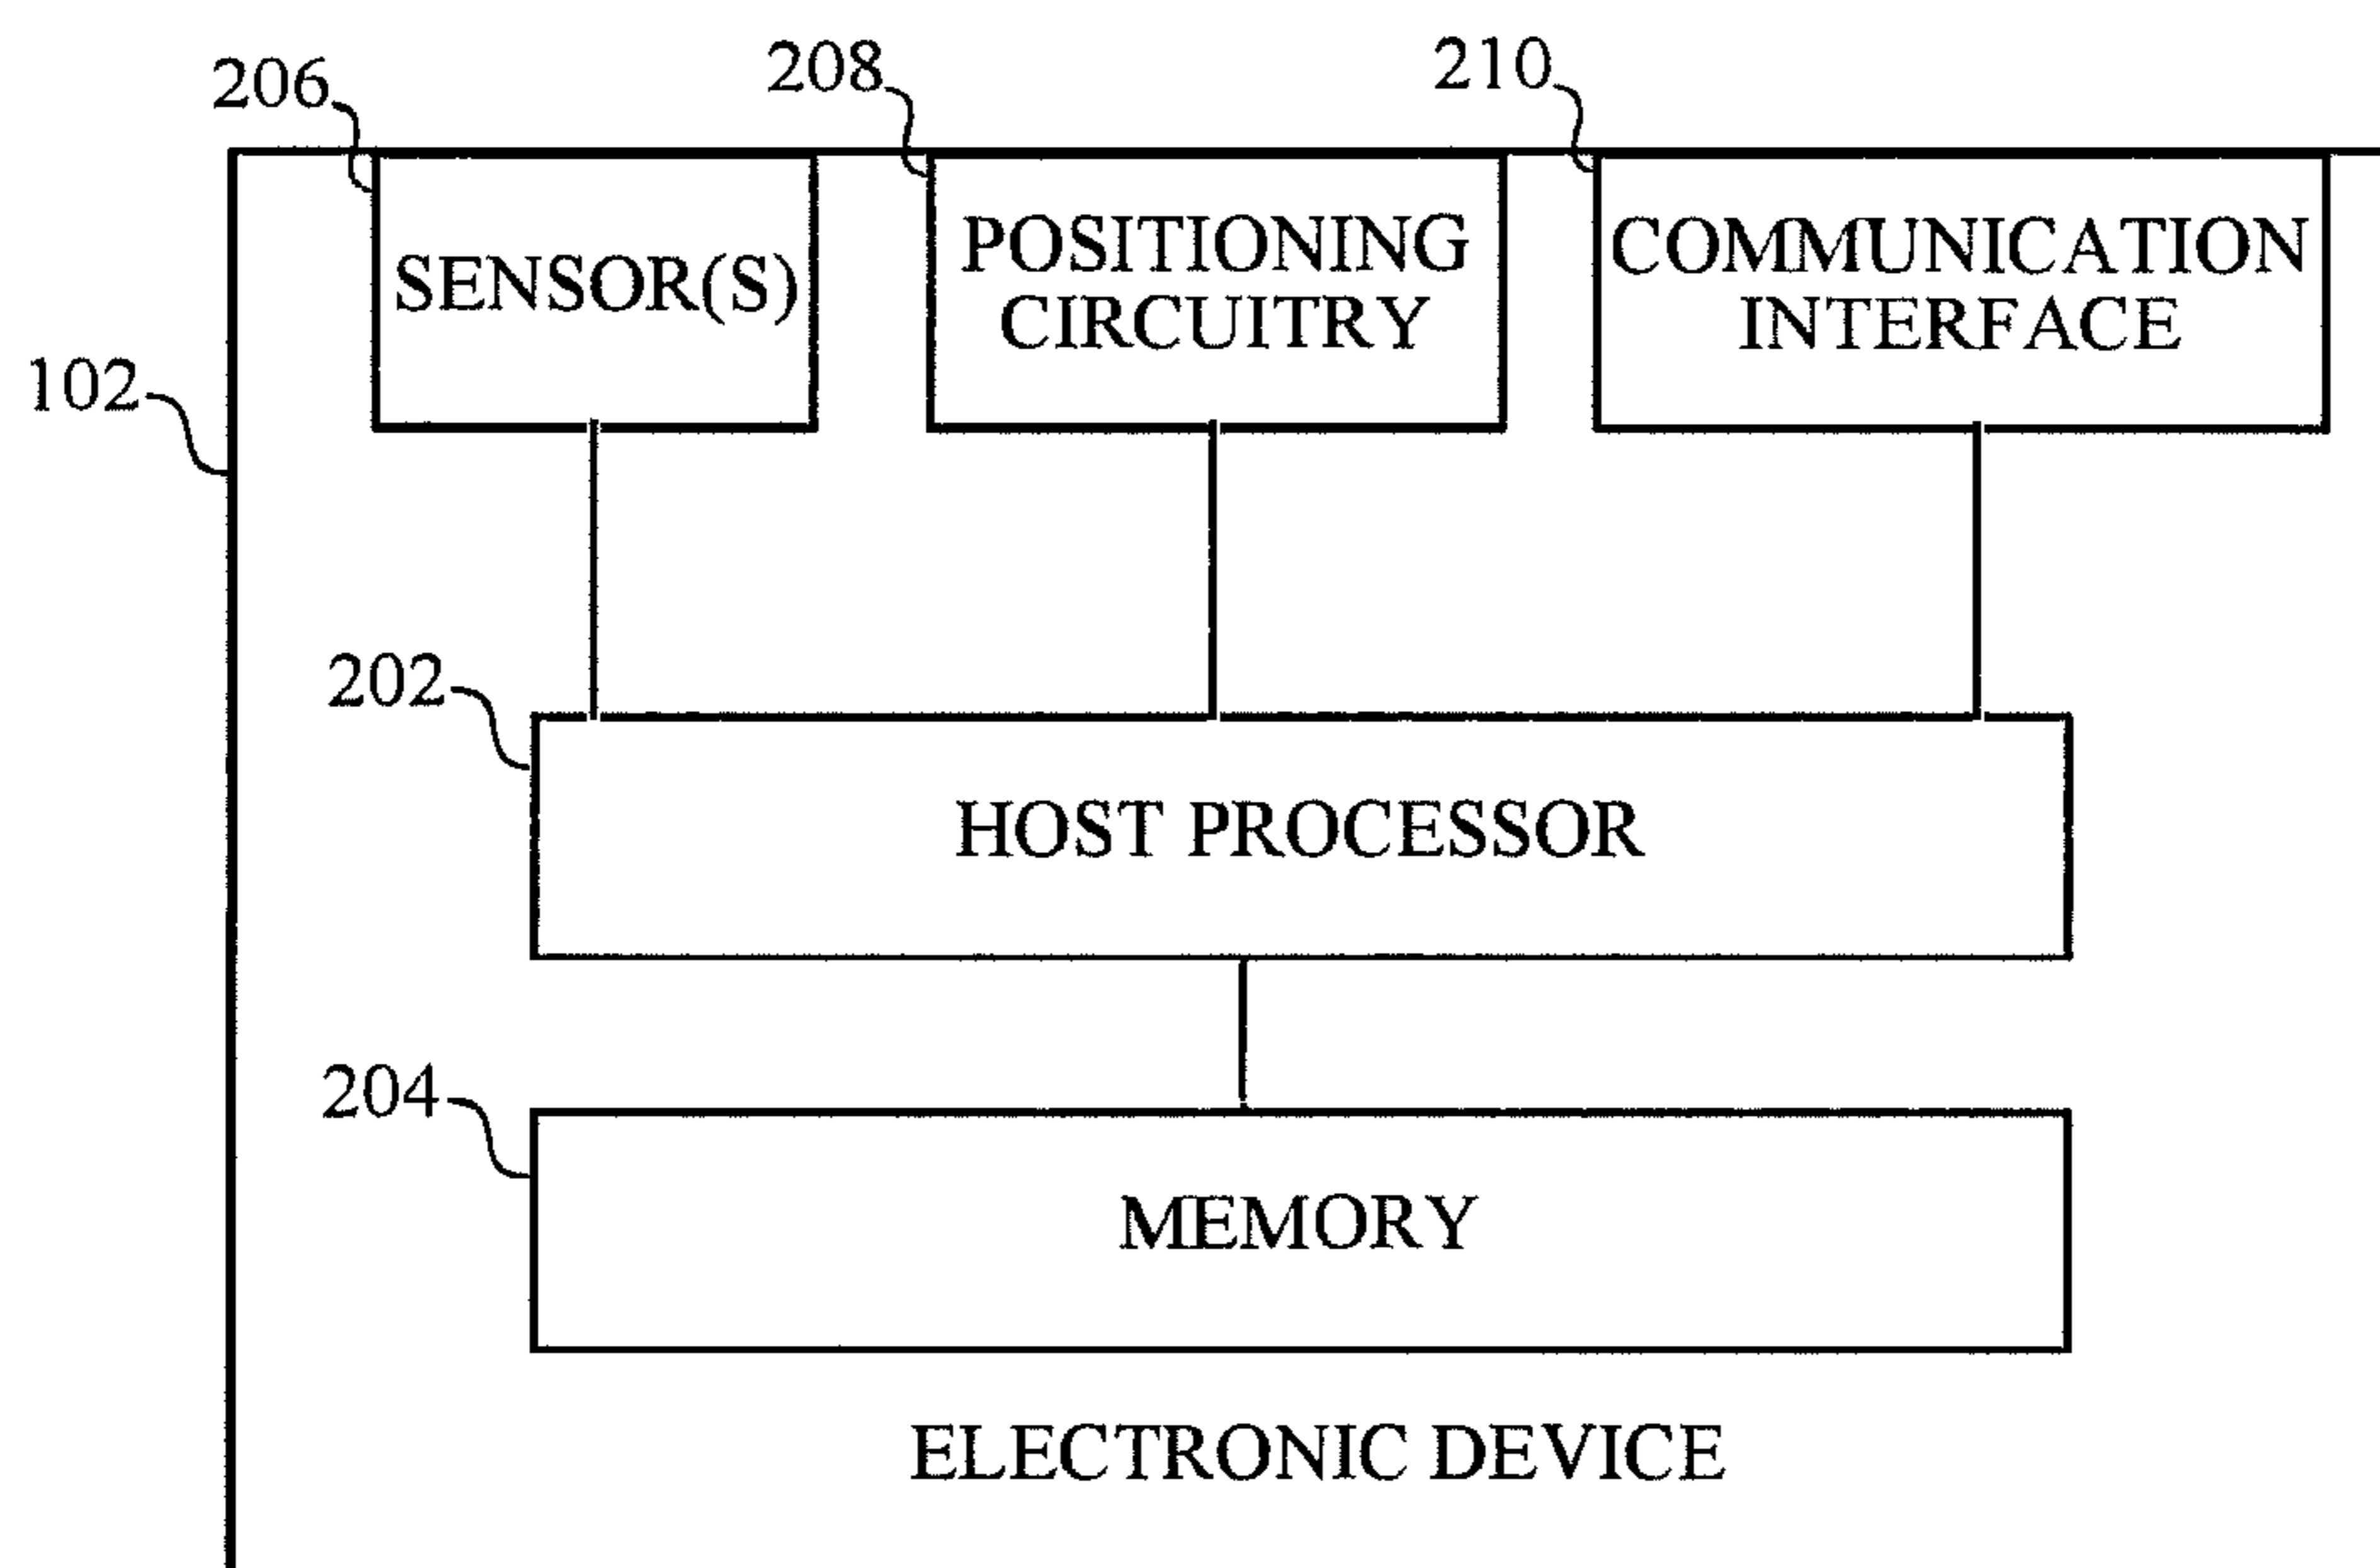 206
208
210
SENSOR(S)
POSITIONING
CIRCUITRY
COMMUNICATION
INTERFACE
102
202
HOST PROCESSOR
204
MEMORY
ELECTRONIC DEVICE